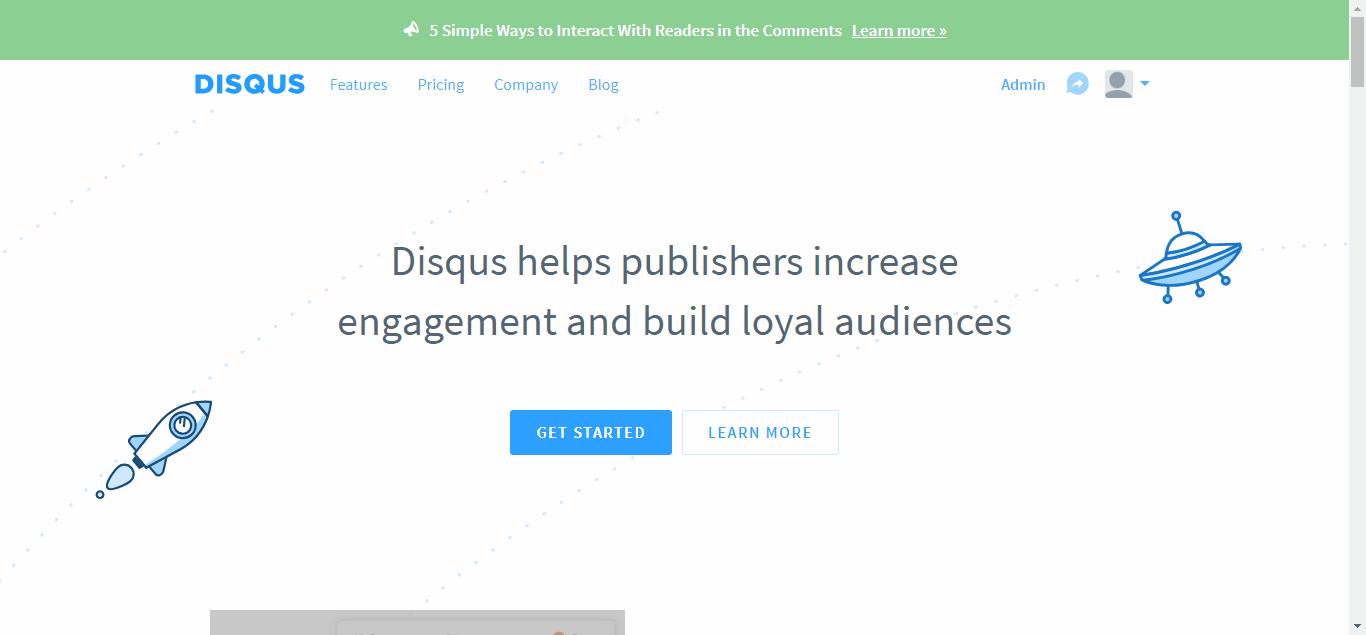 5 Simple Ways to Interact With Readers in the Comments Learn more »
DISQUS Features Pricing Company Blog Admin
Disqus helps publishers increase
engagement and build loyal audiences
GET STARTED LEARN MORE